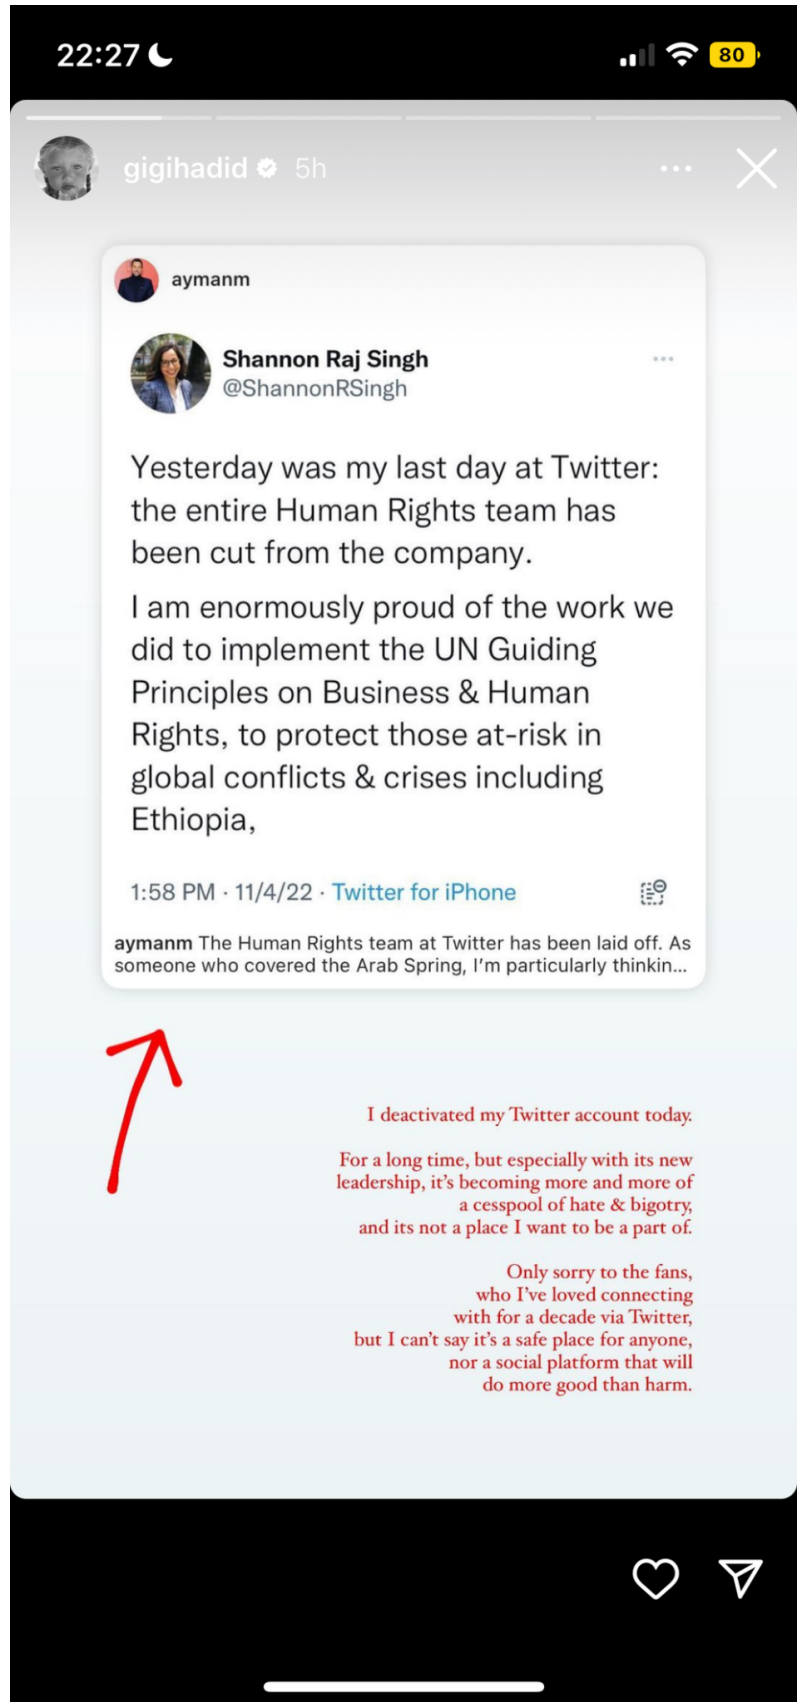 22:27
80
gigihadid 5h
aymanm
Shannon Raj Singh
@ShannonRSingh
Yesterday was my last day at Twitter:
the entire Human Rights team has
been cut from the company.
I am enormously proud of the work we
did to implement the UN Guiding
Principles on Business & Human
Rights, to protect those at-risk in
global conflicts & crises including
Ethiopia,
1:58 PM · 11/4/22 · Twitter for iPhone
aymanm The Human Rights team at Twitter has been laid off. As
someone who covered the Arab Spring, I'm particularly thinkin...
I deactivated my Twitter account today.
For a long time, but especially with its new
leadership, it's becoming more and more of
a cesspool of hate & bigotry,
and its not a place I want to be a part of.
Only sorry to the fans,
who I've loved connecting
with for a decade via Twitter,
but I can't say it's a safe place for anyone,
nor a social platform that will
do more good than harm.